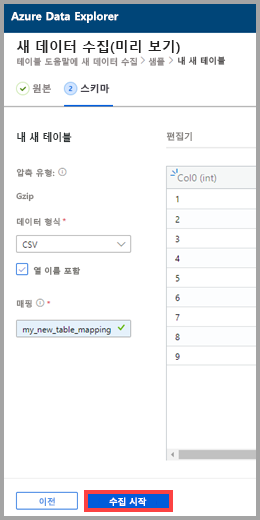 Azure Data Explorer
새 데이터 수집(미리 보기)
테이블 도움말에 새 데이터 수집 > 샘플 > 내 새 테이블
원본
2 스키마
내 새 테이블
편집기
압축 유형:
Gzip
Col0 (int)
데이터 형식 *
CSV
열 이름 포함
매핑 *
my_new_table_mapping
1
2
3
4
5
6
7
8
9
이전
수집 시작